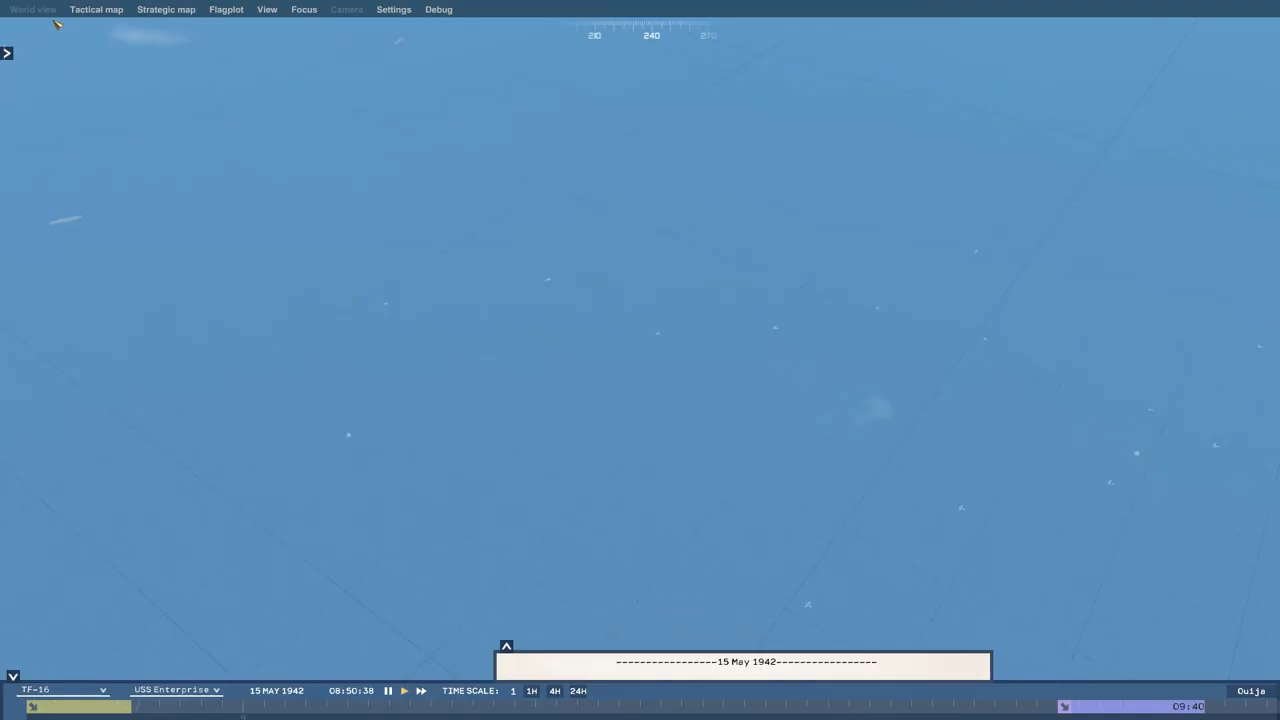 World view Tactical map Strategic map Flagplot View Focus Camera Settings Debug
210 240 270
-----------------15 May 1942-----------------
TF-16 USS Enterprise 15 MAY 1942 08:50:38 TIME SCALE: 1 1H 4H 24H Ouija
09:40
9